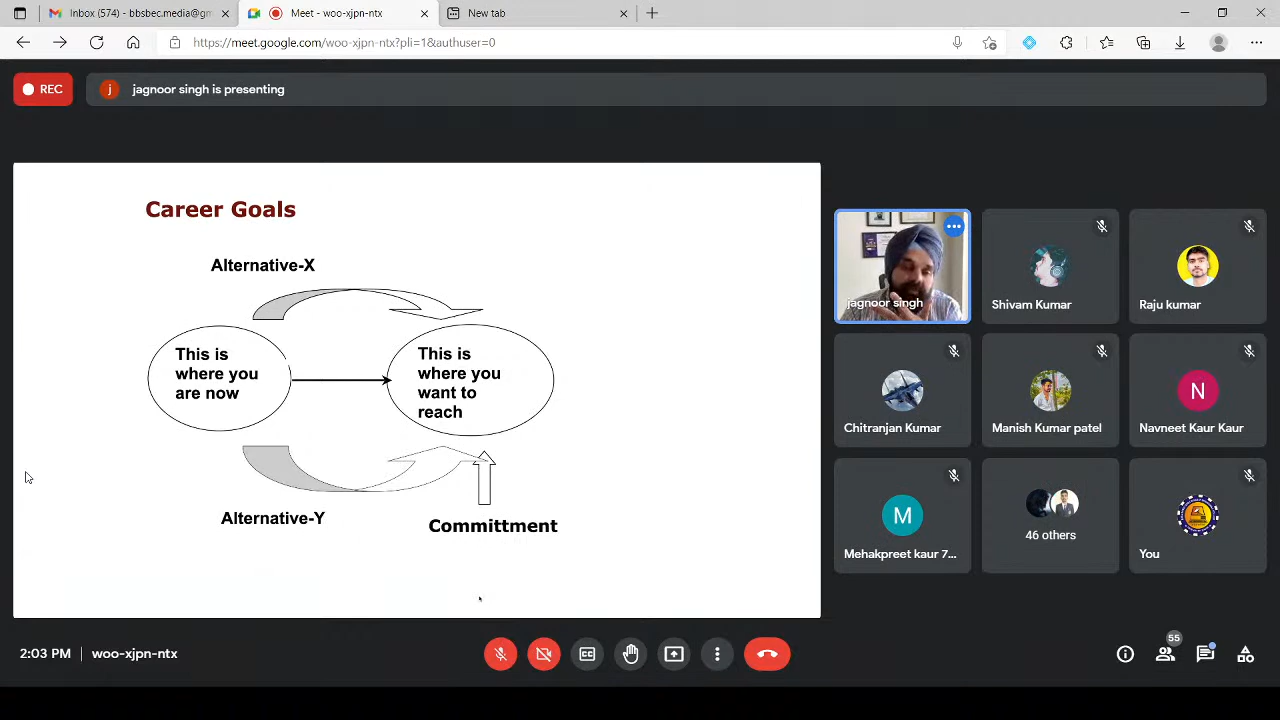 Inbox (574) - bbsbec.media@gm
Meet - woo-xjpn-ntx
New tab
https://meet.google.com/woo-xjpn-ntx?pli=1&authuser=0
REC
j
jagnoor singh is presenting
Career Goals
Alternative-X
This is
where you
are now
This is
where you
want to
reach
Alternative-Y
Committment
jagnoor singh
Shivam Kumar
Raju kumar
Chitranjan Kumar
Manish Kumar patel
N
Navneet Kaur Kaur
M
Mehakpreet kaur 7...
46 others
You
2:03 PM
woo-xjpn-ntx
55